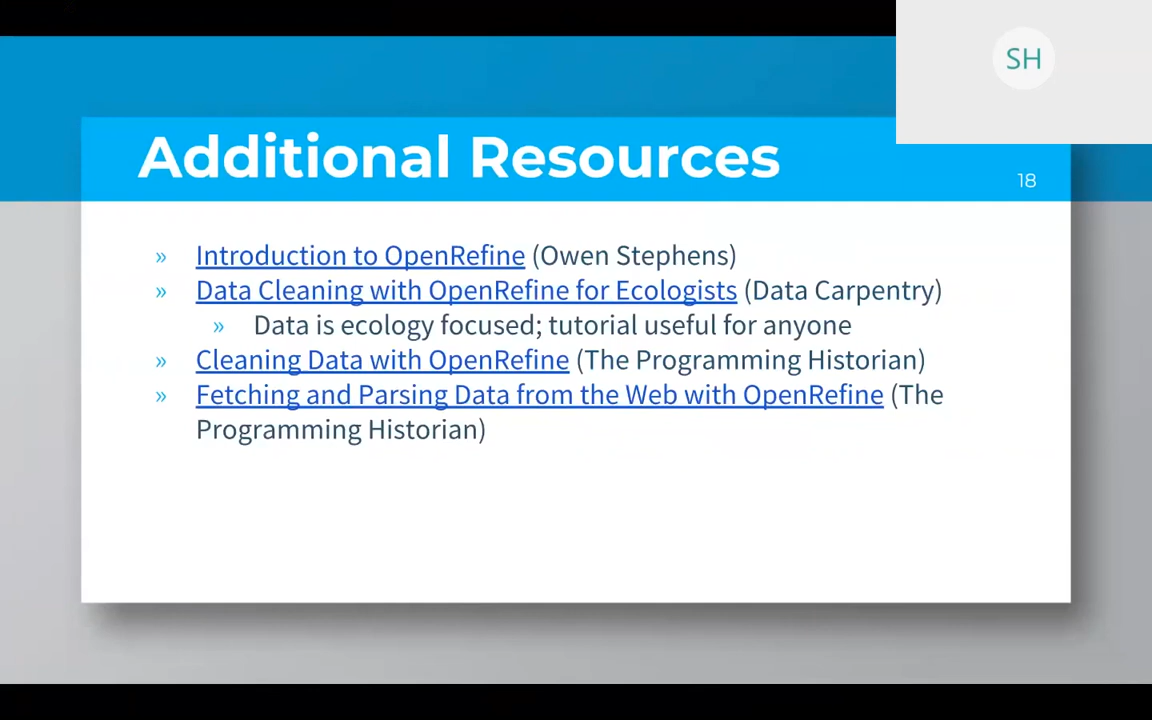 SH
Additional Resources
18
» Introduction to OpenRefine (Owen Stephens)
» Data Cleaning with OpenRefine for Ecologists (Data Carpentry)
» Data is ecology focused; tutorial useful for anyone
» Cleaning Data with OpenRefine (The Programming Historian)
» Fetching and Parsing Data from the Web with OpenRefine (The
Programming Historian)